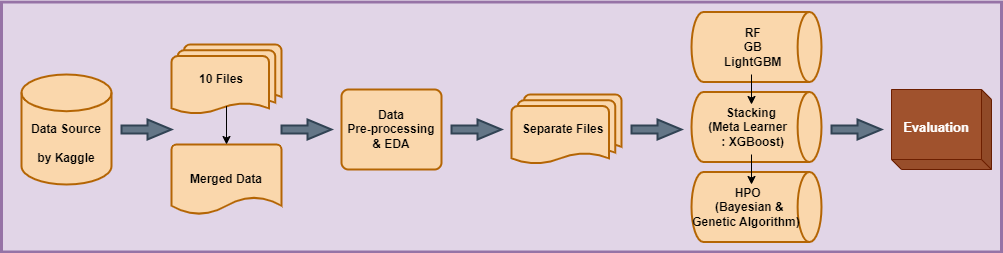 Data Source
by Kaggle
10 Files
Merged Data
Data
Pre-processing
& EDA
Separate Files
RF
GB
LightGBM
Stacking
(Meta Learner
: XGBoost)
HPO
(Bayesian &
Genetic Algorithm)
Evaluation